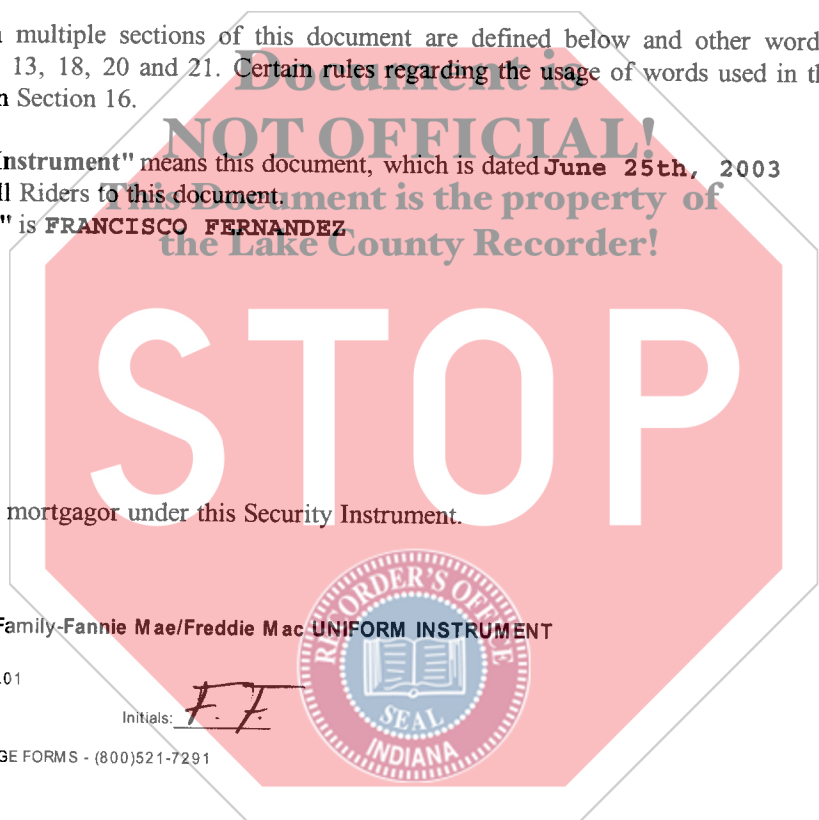 multiple sections of this document are defined below and other word
13, 18, 20 and 21. Certain rules regarding the usage of words used in th
n Section 16.
Document is
NOT OFFICIAL!
Instrument" means this document, which is dated June 25th, 2003
ll Riders to this document.
This Document is the property of
" is FRANCISCO FERNANDEZ
the Lake County Recorder!
STOP
mortgagor under this Security Instrument.
RECORDER'S OFFICE
Family-Fannie Mae/Freddie Mac UNIFORM INSTRUMENT
.01
Initials: F. F.
SEAL
INDIANA
GE FORMS - (800)521-7291